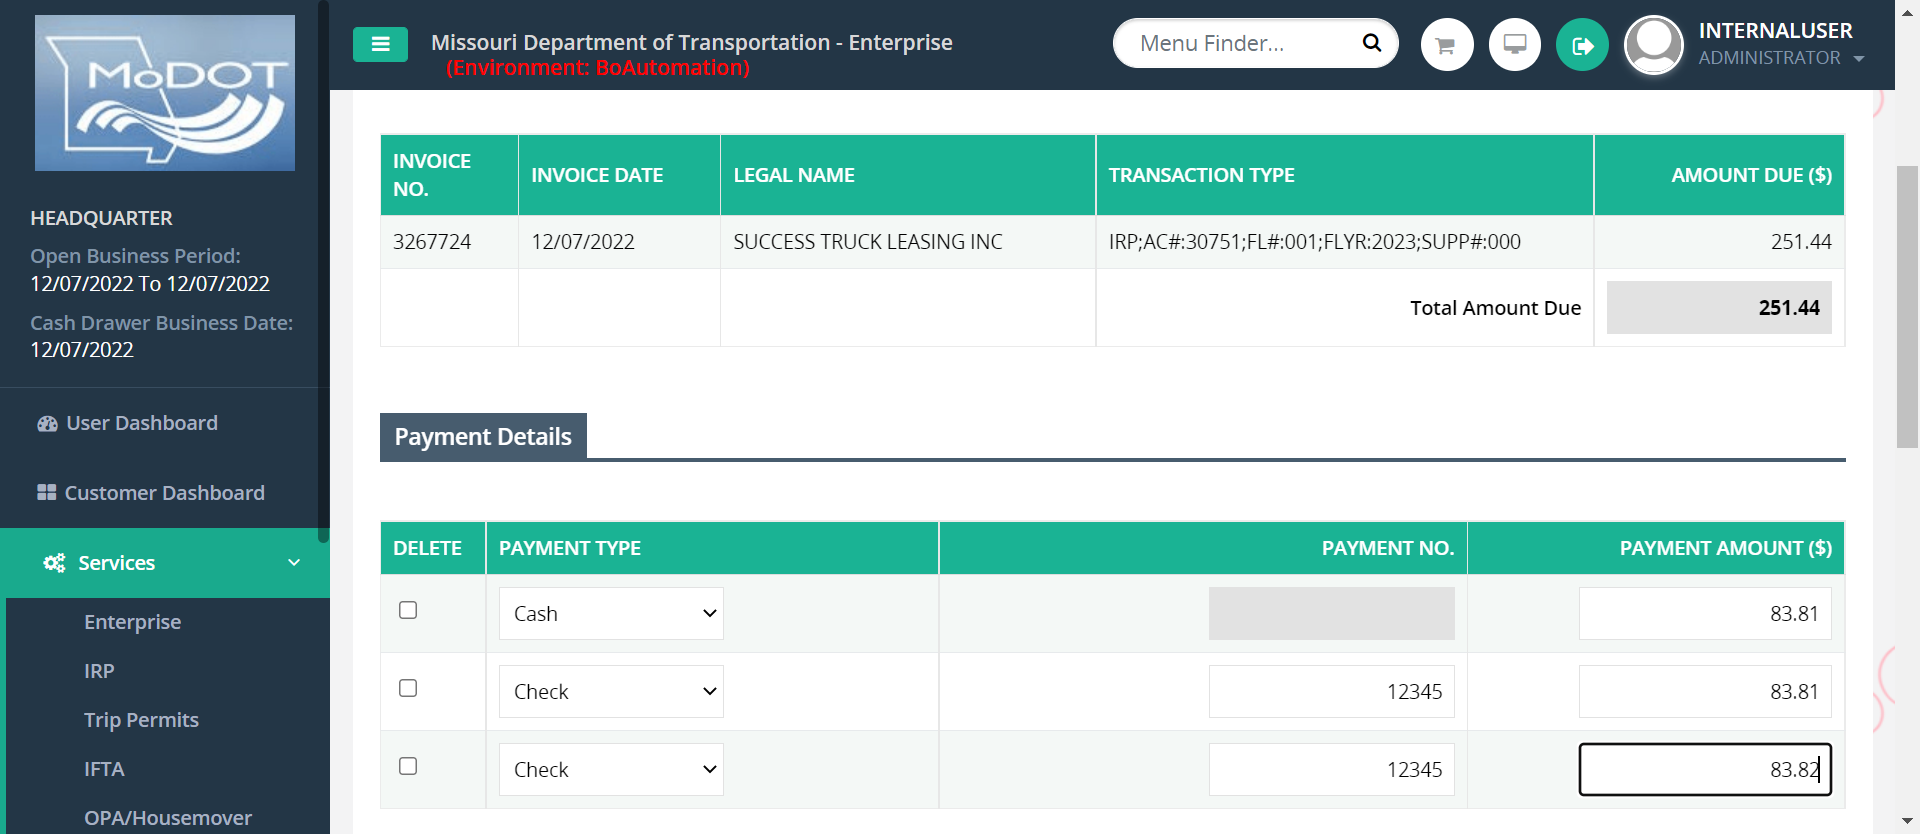 MoDOT
Missouri Department of Transportation - Enterprise
(Environment: BoAutomation)
Menu Finder...
INTERNALUSER
ADMINISTRATOR
HEADQUARTER
Open Business Period:
12/07/2022 To 12/07/2022
Cash Drawer Business Date:
12/07/2022
User Dashboard
Customer Dashboard
Services
Enterprise
IRP
Trip Permits
IFTA
OPA/Housemover
INVOICE NO. INVOICE DATE LEGAL NAME TRANSACTION TYPE AMOUNT DUE ($)
3267724 12/07/2022 SUCCESS TRUCK LEASING INC IRP;AC#:30751;FL#:001;FLYR:2023;SUPP#:000 251.44
Total Amount Due 251.44
Payment Details
DELETE PAYMENT TYPE PAYMENT NO. PAYMENT AMOUNT ($)
Cash 83.81
Check 12345 83.81
Check 12345 83.82